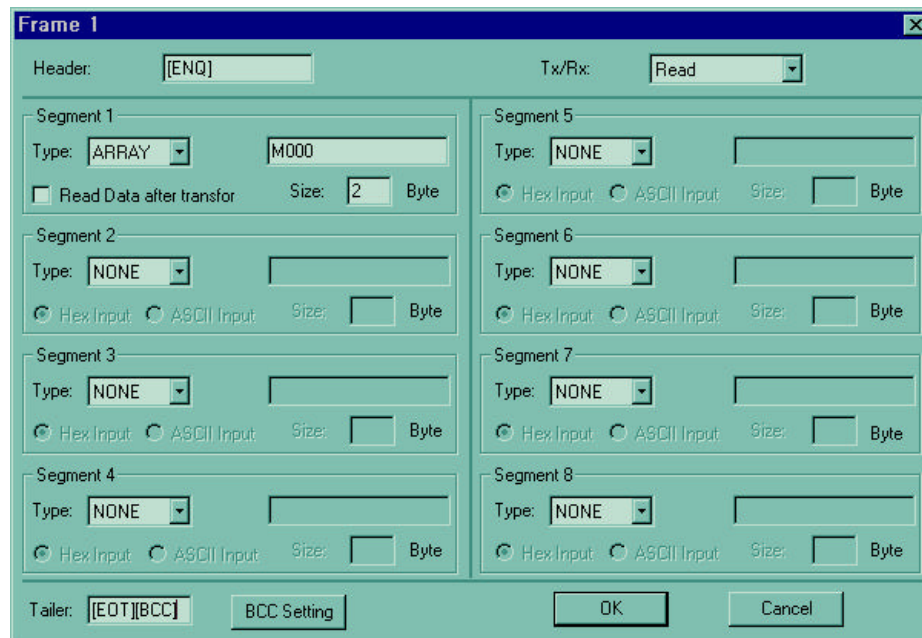 Frame 1
Header: [ENQ] Tx/Rx: Read
Segment 1
Type: ARRAY M000
Read Data after transfor Size: 2 Byte
Segment 2
Type: NONE
Hex Input ASCII Input Size: Byte
Segment 3
Type: NONE
Hex Input ASCII Input Size: Byte
Segment 4
Type: NONE
Hex Input ASCII Input Size: Byte
Segment 5
Type: NONE
Hex Input ASCII Input Size: Byte
Segment 6
Type: NONE
Hex Input ASCII Input Size: Byte
Segment 7
Type: NONE
Hex Input ASCII Input Size: Byte
Segment 8
Type: NONE
Hex Input ASCII Input Size: Byte
Tailer: [EOT][BCC] BCC Setting OK Cancel